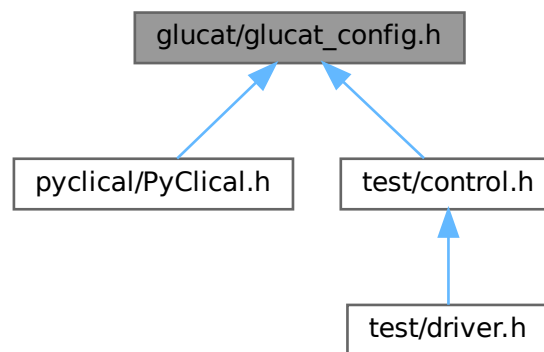 glucat/glucat_config.h
pyclical/PyClical.h
test/control.h
test/driver.h